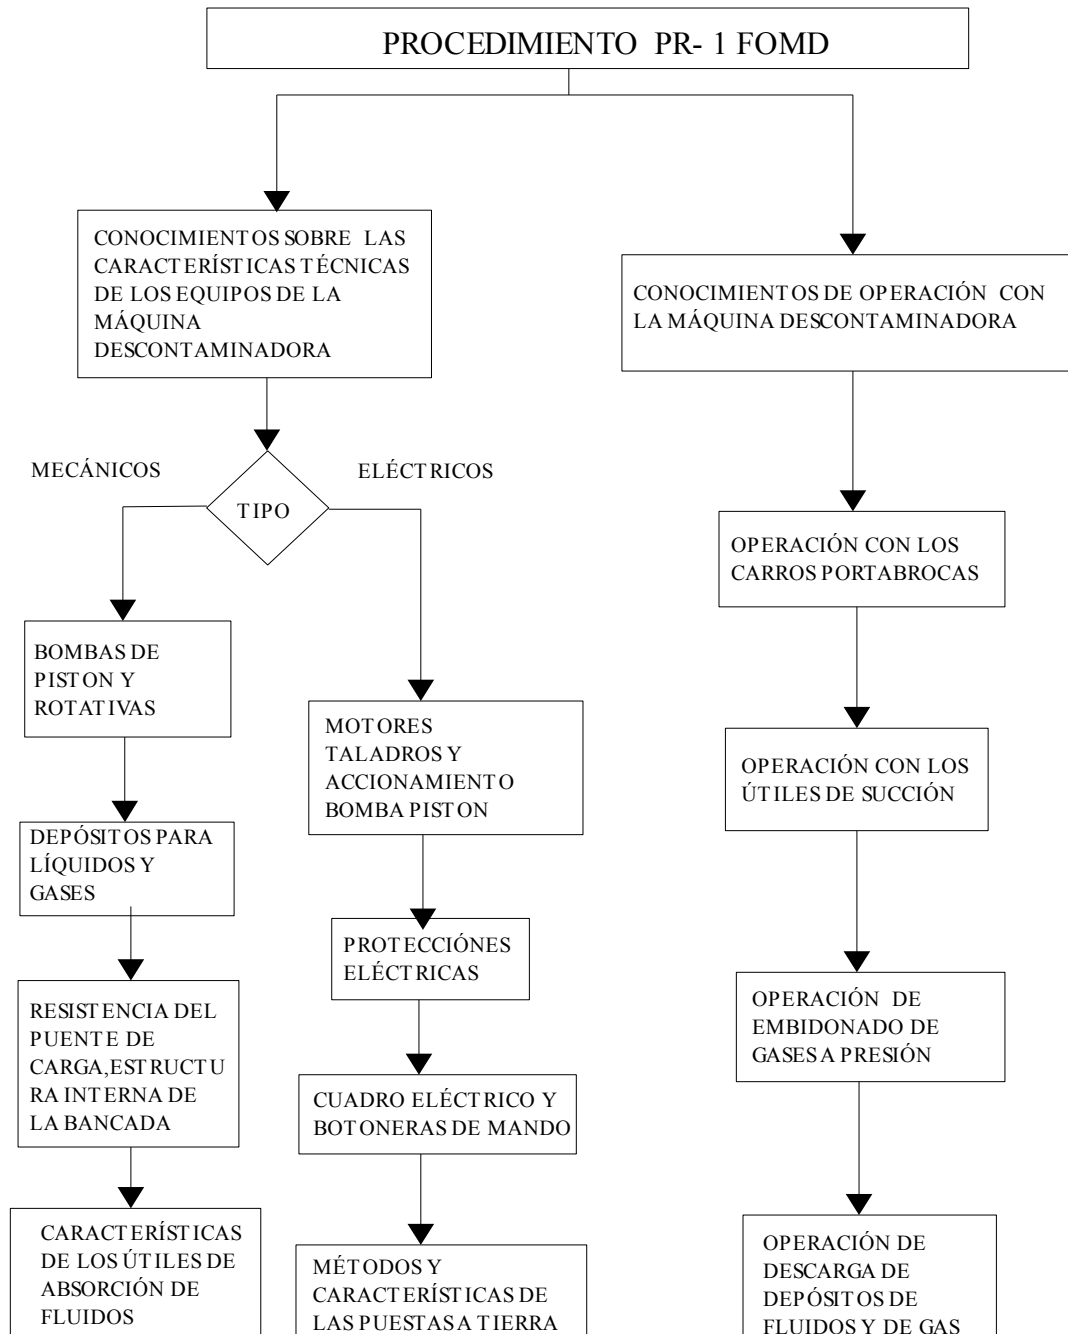 PROCEDIMIENTO PR- 1 FOMD
CONOCIMIENTOS SOBRE LAS
CARACTERÍSTICAS TÉCNICAS
DE LOS EQUIPOS DE LA
MÁQUINA
DESCONTAMINADORA
CONOCIMIENTOS DE OPERACIÓN CON
LA MÁQUINA DESCONTAMINADORA
MECÁNICOS
ELÉCTRICOS
TIPO
BOMBAS DE
PISTON Y
ROTATIVAS
DEPÓSITOS PARA
LÍQUIDOS Y
GASES
RESISTENCIA DEL
PUENTE DE
CARGA,ESTRUCTU
RA INTERNA DE
LA BANCADA
CARACTERÍSTICAS
DE LOS ÚTILES DE
ABSORCIÓN DE
FLUIDOS
MOTORES
TALADROS Y
ACCIONAMIENTO
BOMBA PISTON
PROTECCIÓNES
ELÉCTRICAS
CUADRO ELÉCTRICO Y
BOTONERAS DE MANDO
MÉTODOS Y
CARACTERÍSTICAS DE
LAS PUESTAS A TIERRA
OPERACIÓN CON LOS
CARROS PORTABROCAS
OPERACIÓN CON LOS
ÚTILES DE SUCCIÓN
OPERACIÓN DE
EMBIDONADO DE
GASES A PRESIÓN
OPERACIÓN DE
DESCARGA DE
DEPÓSITOS DE
FLUIDOS Y DE GAS